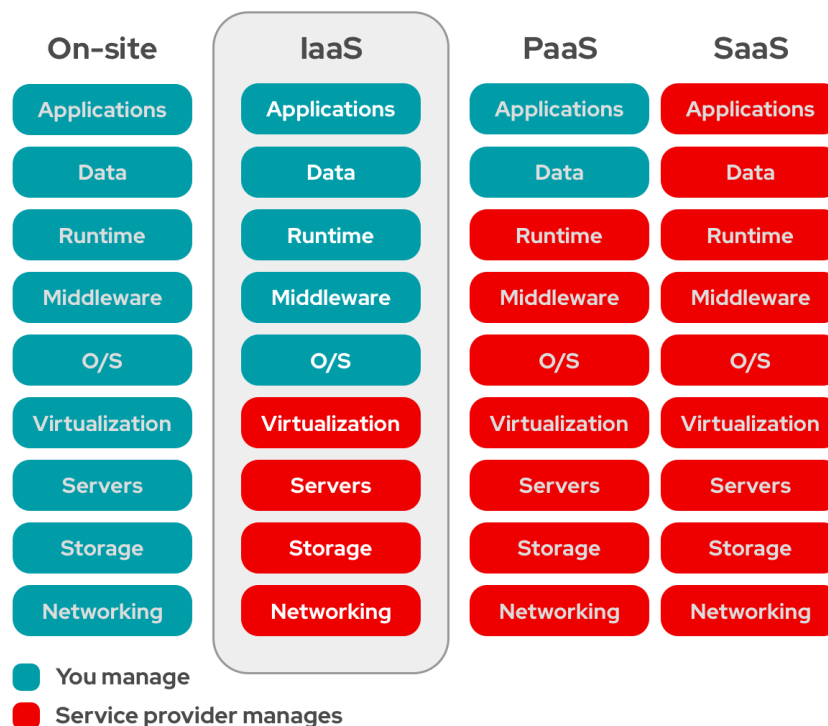 On-site IaaS PaaS SaaS
Applications Applications Applications Applications
Data Data Data Data
Runtime Runtime Runtime Runtime
Middleware Middleware Middleware Middleware
O/S O/S O/S O/S
Virtualization Virtualization Virtualization Virtualization
Servers Servers Servers Servers
Storage Storage Storage Storage
Networking Networking Networking Networking
You manage
Service provider manages